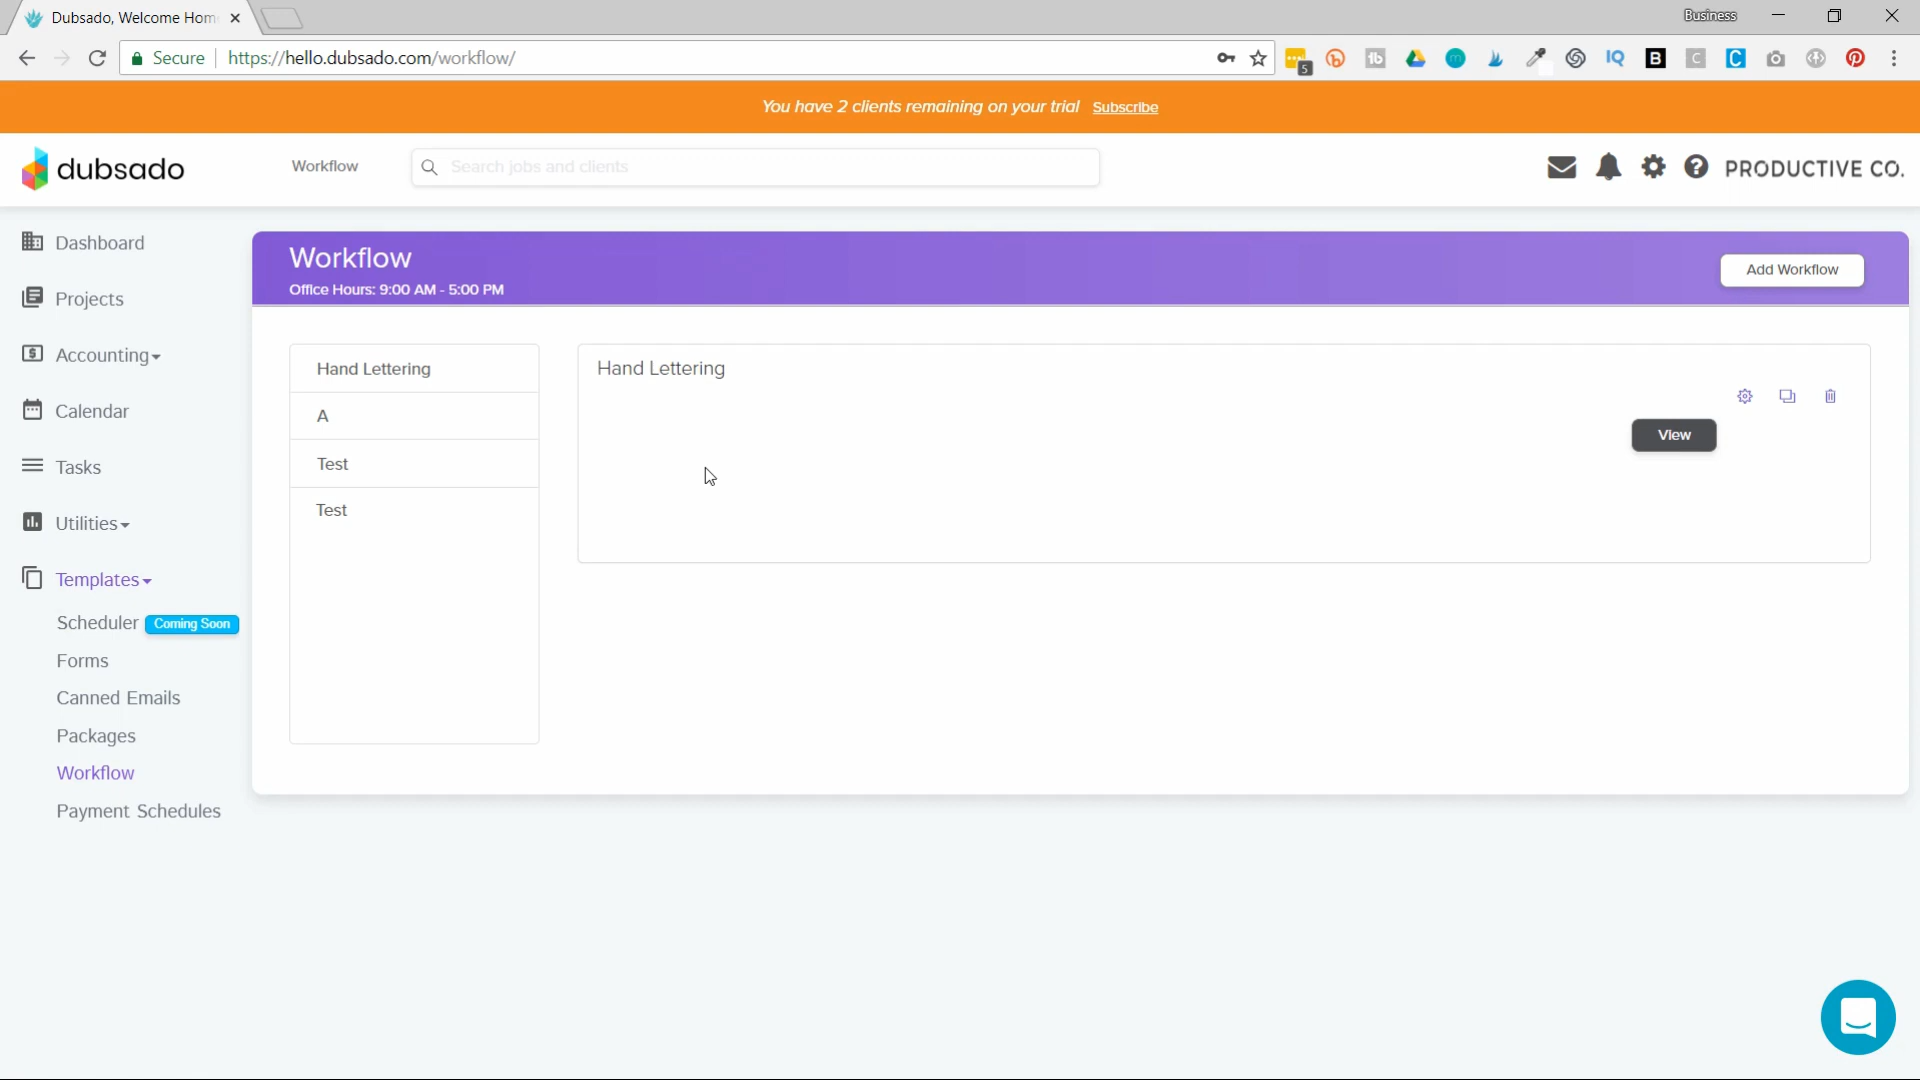 Dubsado, Welcome Hom
Business
Secure
https://hello.dubsado.com/workflow/
5
You have 2 clients remaining on your trial Subscribe
dubsado
Workflow
Search jobs and clients
PRODUCTIVE CO.
Dashboard
Projects
Accounting
Calendar
Tasks
Utilities
Templates
Scheduler Coming Soon
Forms
Canned Emails
Packages
Workflow
Payment Schedules
Workflow
Office Hours: 9:00 AM - 5:00 PM
Add Workflow
Hand Lettering
A
Test
Test
Hand Lettering
View